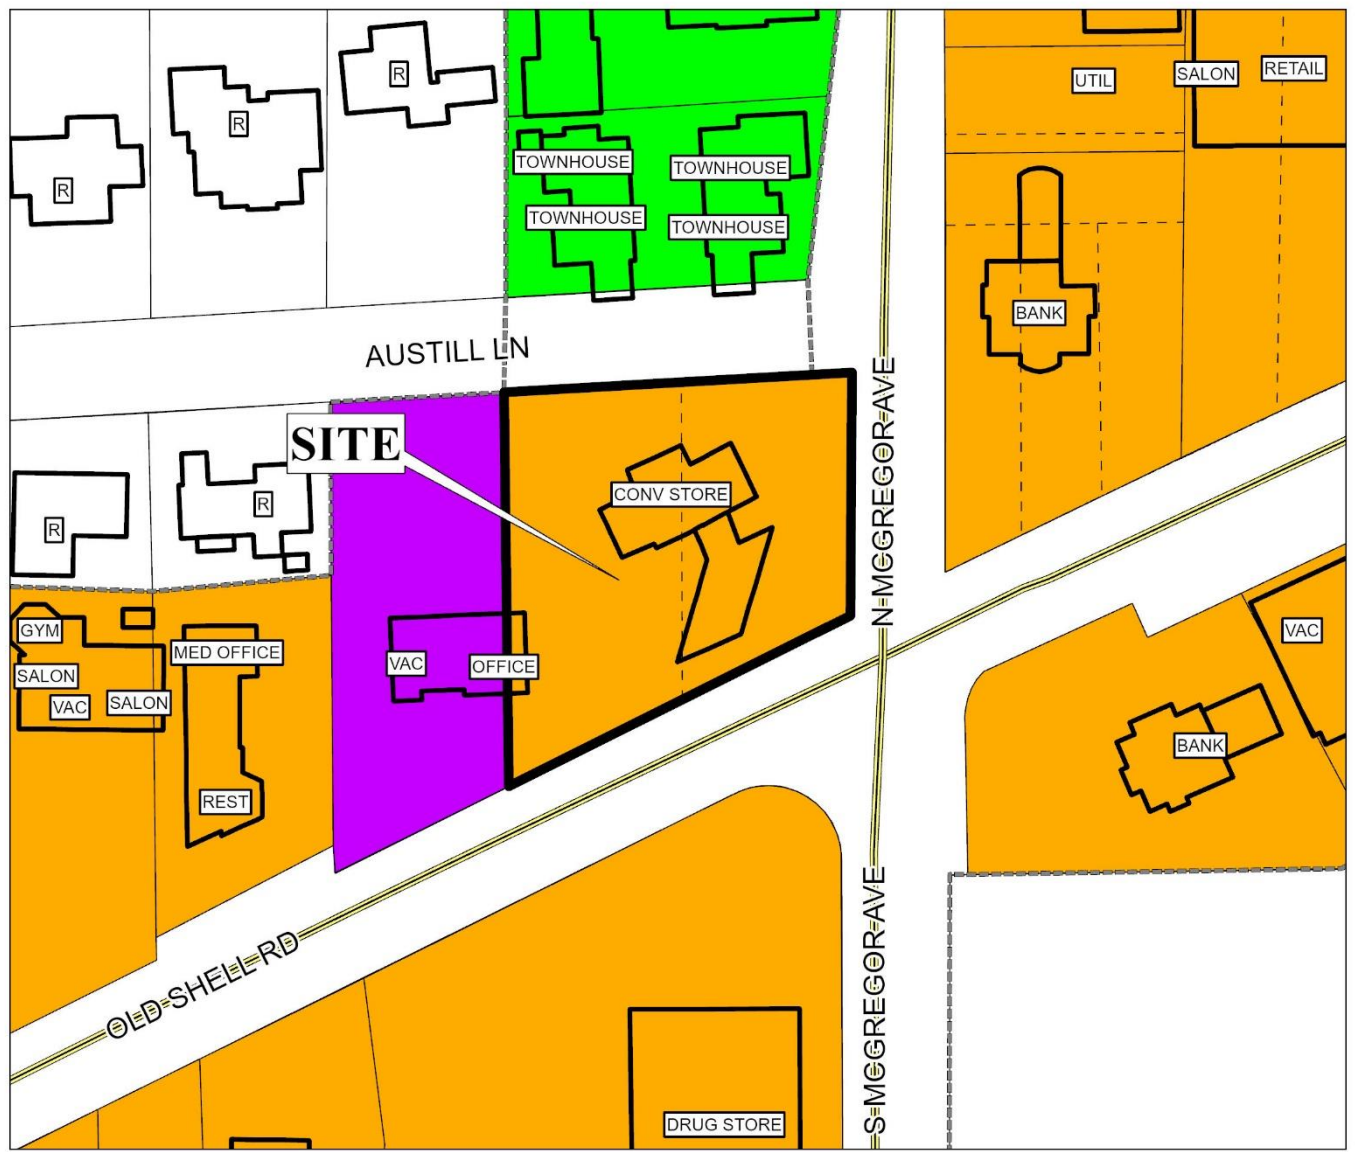 R
R
R
UTIL
SALON
RETAIL
TOWNHOUSE
TOWNHOUSE
TOWNHOUSE
TOWNHOUSE
BANK
AUSTILL LN
N MCGREGOR AVE
SITE
CONV STORE
R
R
GYM
MED OFFICE
SALON
VAC
SALON
VAC
OFFICE
VAC
BANK
REST
OLD SHELL RD
S MCGREGOR AVE
DRUG STORE